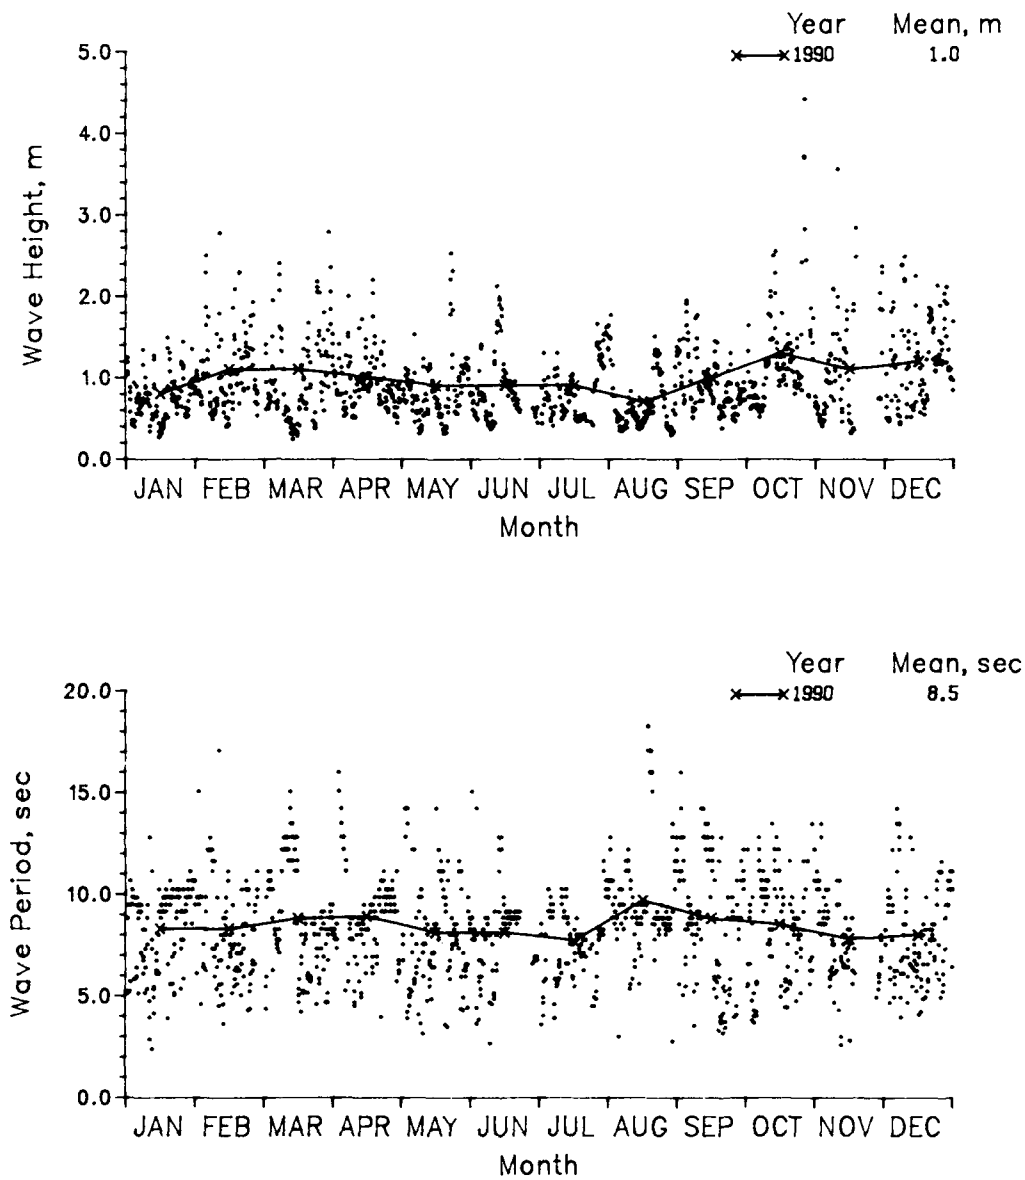 Year Mean, m
1990 1.0
5.0
4.0
3.0
2.0
1.0
0.0
Wave Height, m
JAN FEB MAR APR MAY JUN JUL AUG SEP OCT NOV DEC
Month
Year Mean, sec
1990 8.5
20.0
15.0
10.0
5.0
0.0
Wave Period, sec
JAN FEB MAR APR MAY JUN JUL AUG SEP OCT NOV DEC
Month